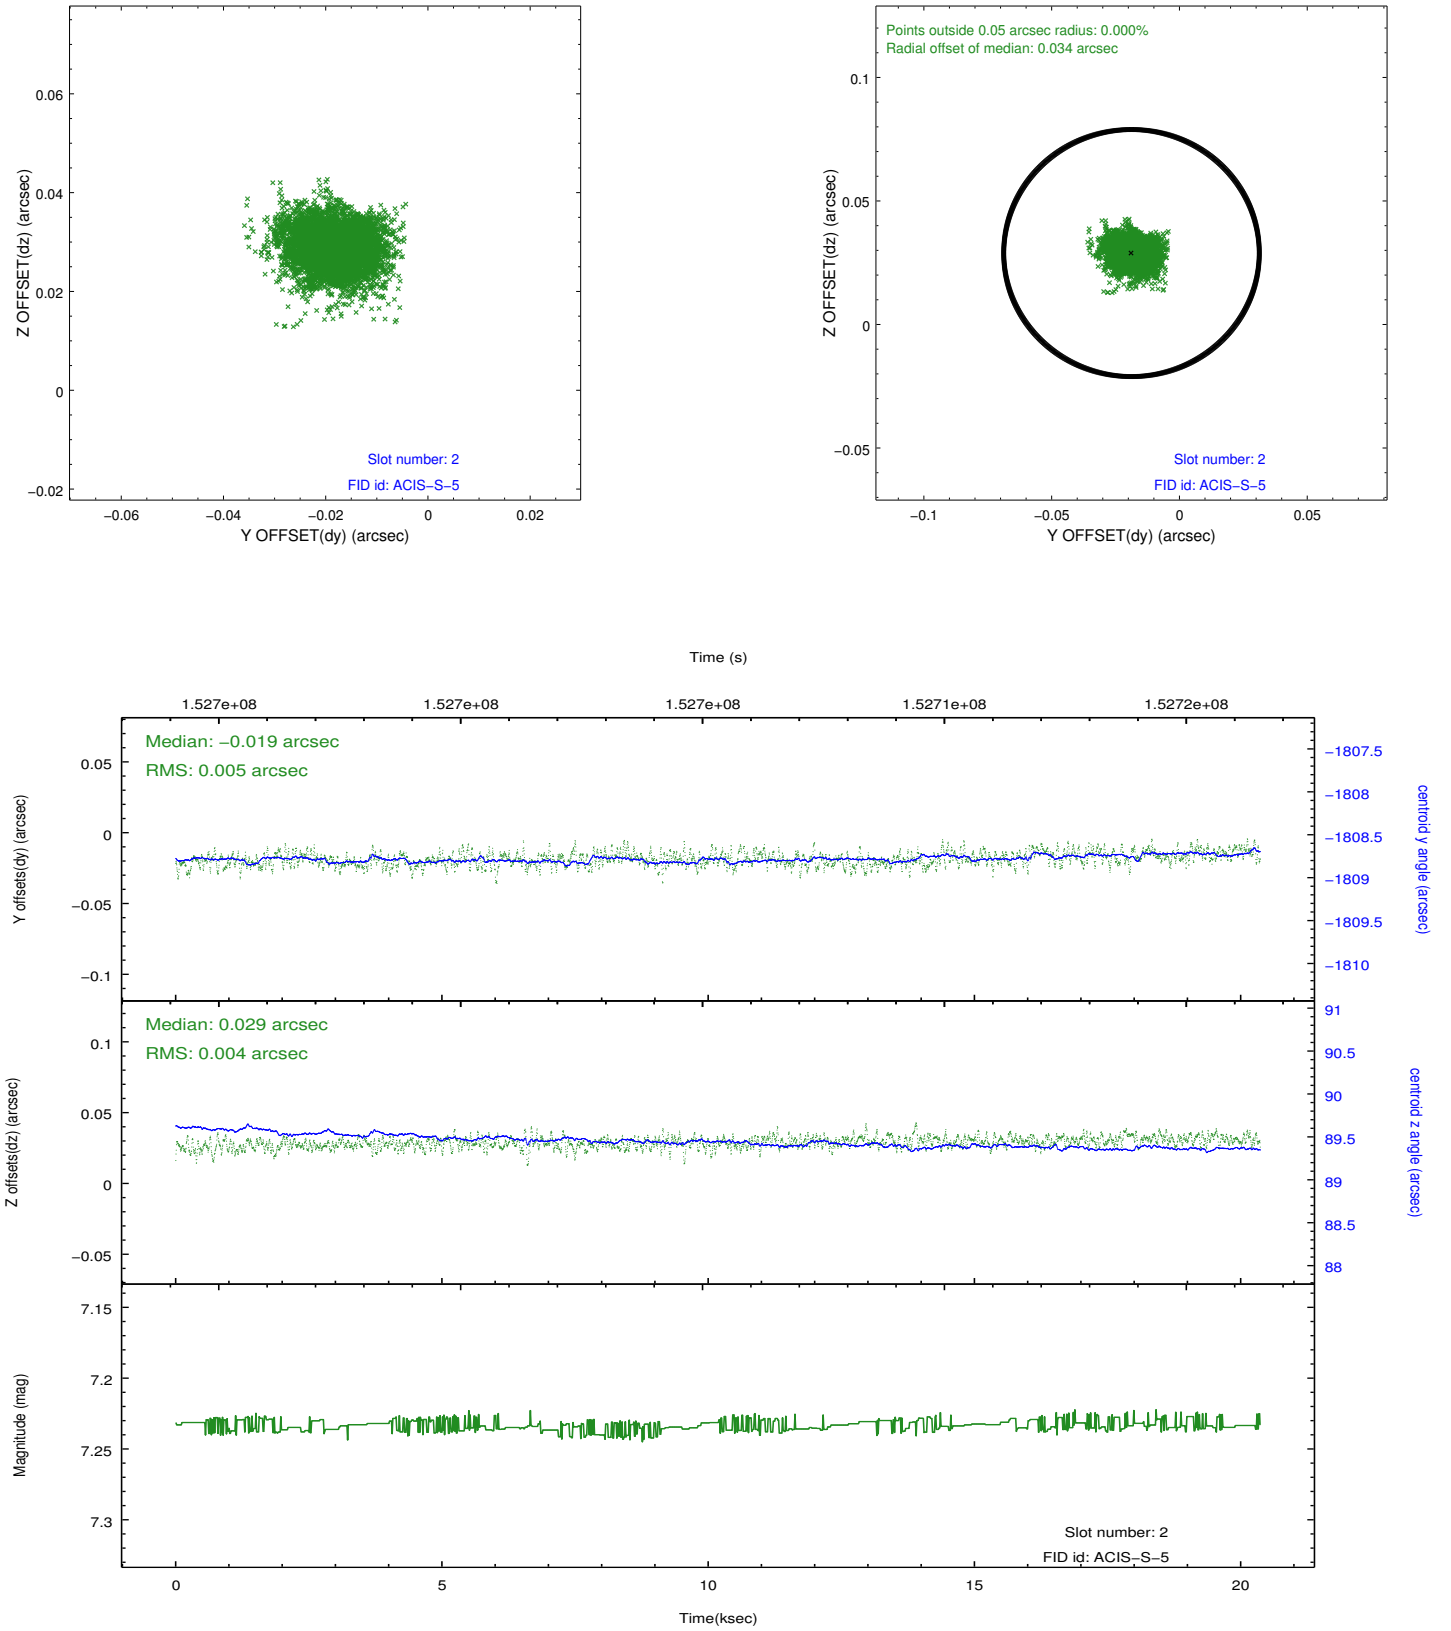 0.06
0.04
0.02
0
−0.02
Z OFFSET(dz) (arcsec)
Slot number: 2
FID id: ACIS−S−5
−0.06 −0.04 −0.02 0 0.02
Y OFFSET(dy) (arcsec)
Points outside 0.05 arcsec radius: 0.000%
Radial offset of median: 0.034 arcsec
0.1
0.05
0
−0.05
Z OFFSET(dz) (arcsec)
Slot number: 2
FID id: ACIS−S−5
−0.1 −0.05 0 0.05
Y OFFSET(dy) (arcsec)
Time (s)
1.527e+08 1.527e+08 1.527e+08 1.5271e+08 1.5272e+08
Median: −0.019 arcsec
RMS: 0.005 arcsec
0.05
0
−0.05
−0.1
Y offsets(dy) (arcsec)
−1807.5
−1808
−1808.5
−1809
−1809.5
−1810
centroid y angle (arcsec)
Median: 0.029 arcsec
RMS: 0.004 arcsec
0.1
0.05
0
−0.05
Z offsets(dz) (arcsec)
91
90.5
90
89.5
89
88.5
88
centroid z angle (arcsec)
7.15
7.2
7.25
7.3
Magnitude (mag)
Slot number: 2
FID id: ACIS−S−5
0 5 10 15 20
Time(ksec)